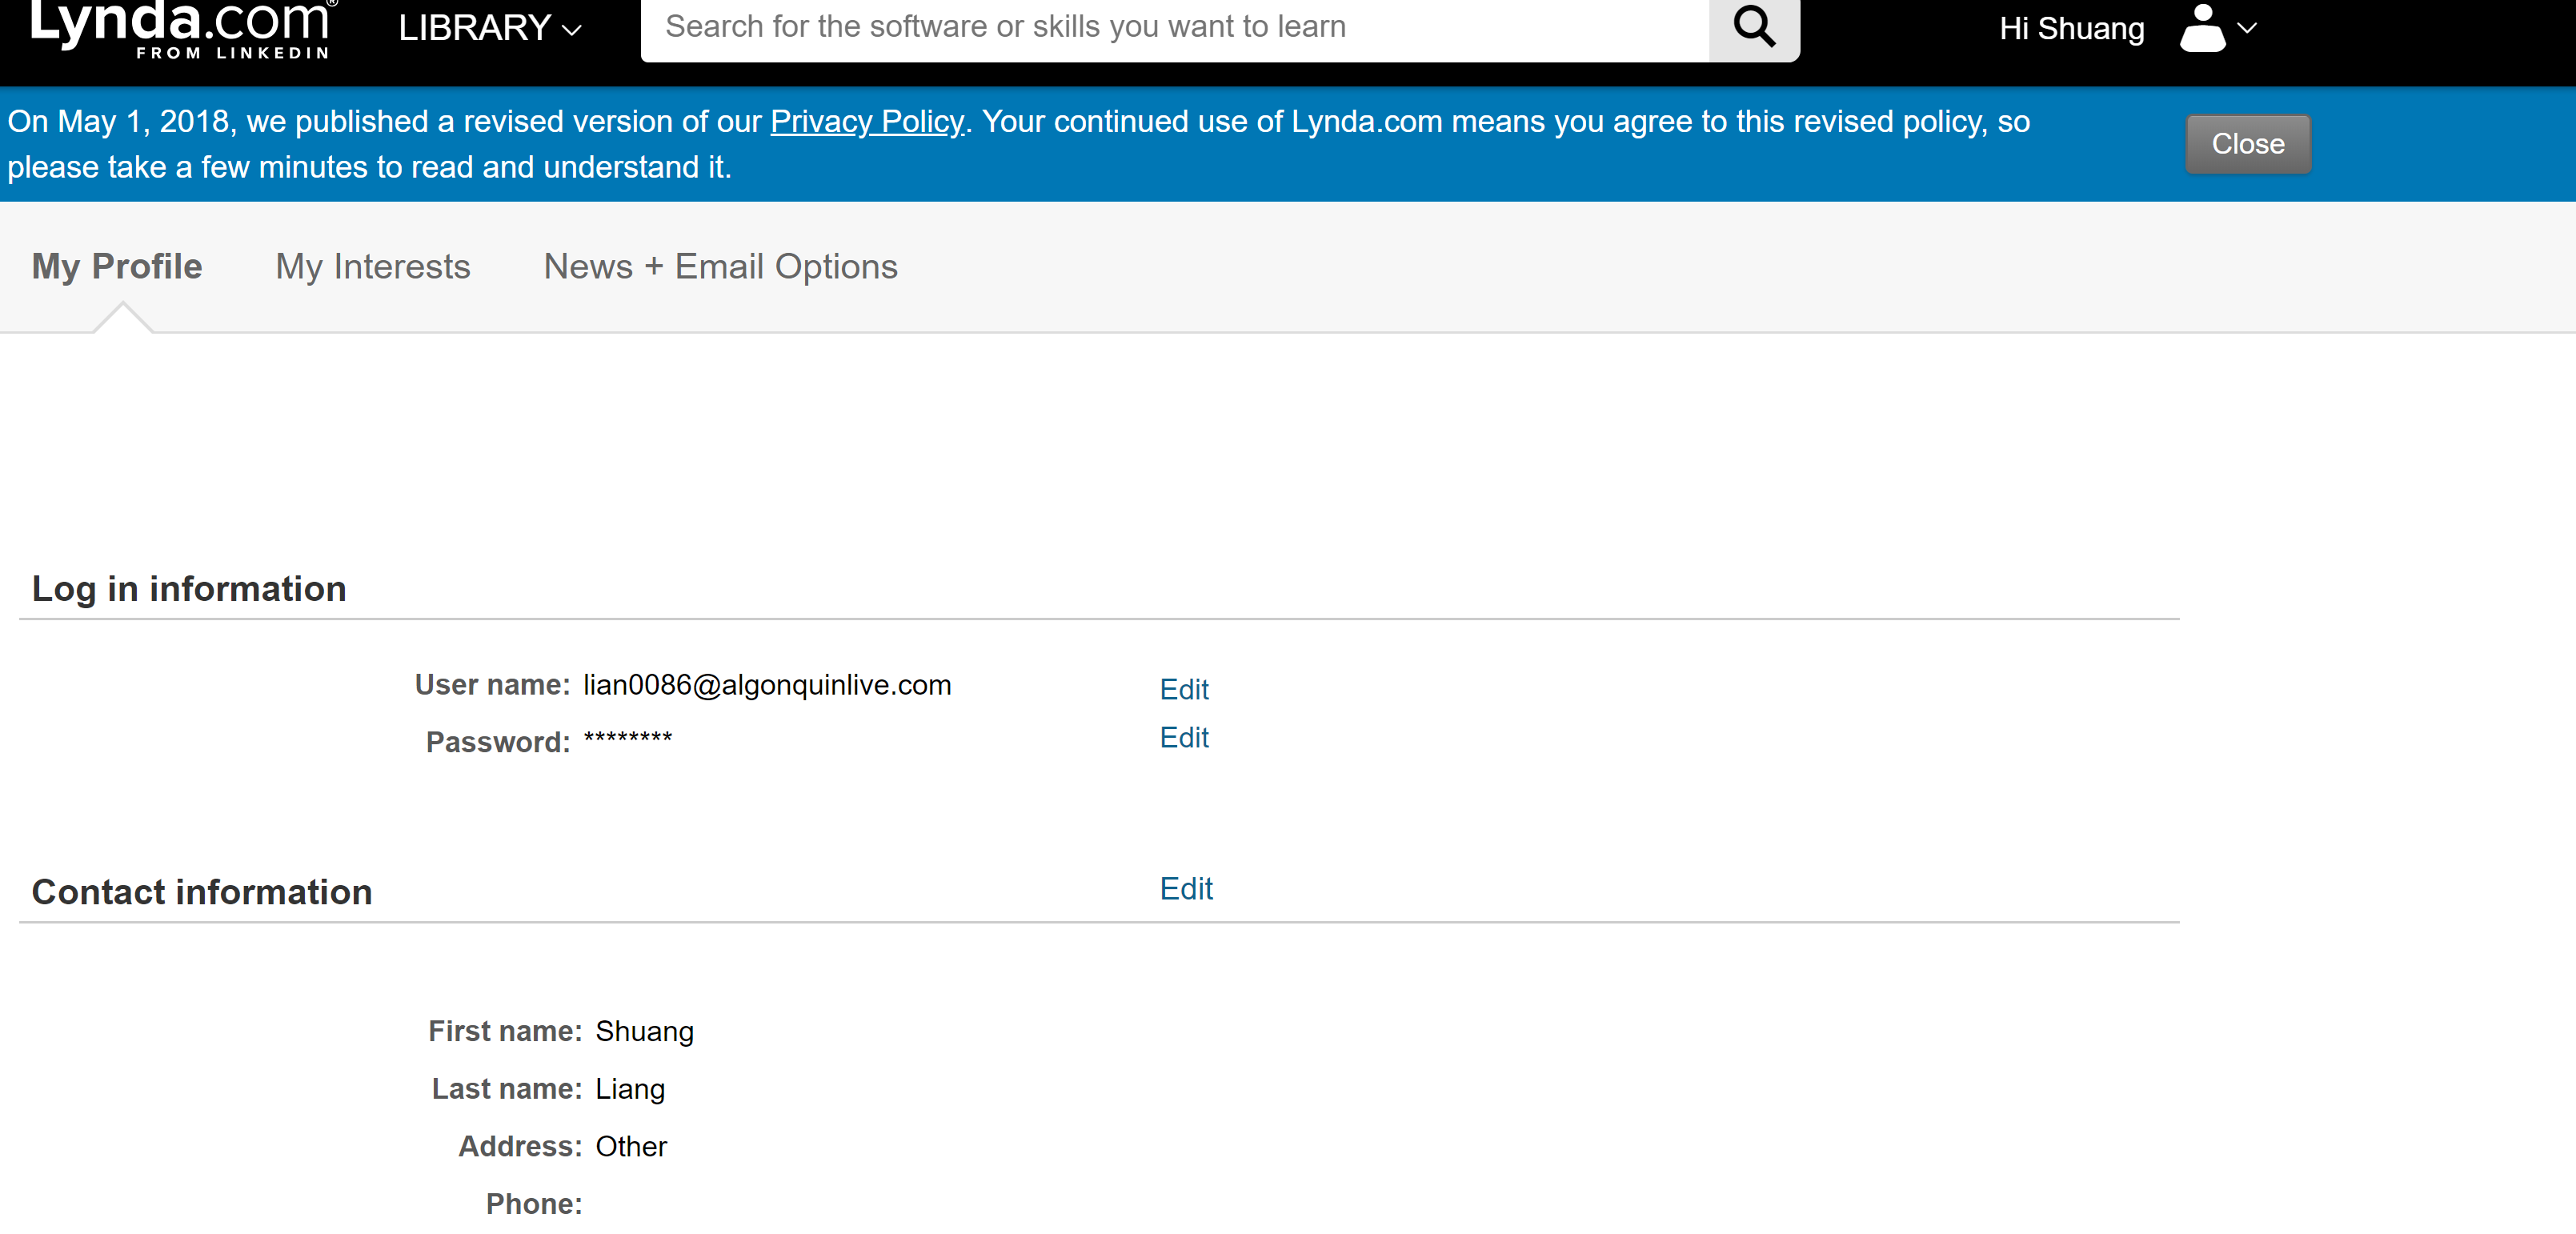 Lynda.com®
FROM LINKEDIN
LIBRARY
Search for the software or skills you want to learn
Hi Shuang
On May 1, 2018, we published a revised version of our Privacy Policy. Your continued use of Lynda.com means you agree to this revised policy, so
please take a few minutes to read and understand it.
Close
My Profile My Interests News + Email Options
Log in information
User name: lian0086@algonquinlive.com Edit
Password: ******** Edit
Contact information Edit
First name: Shuang
Last name: Liang
Address: Other
Phone: